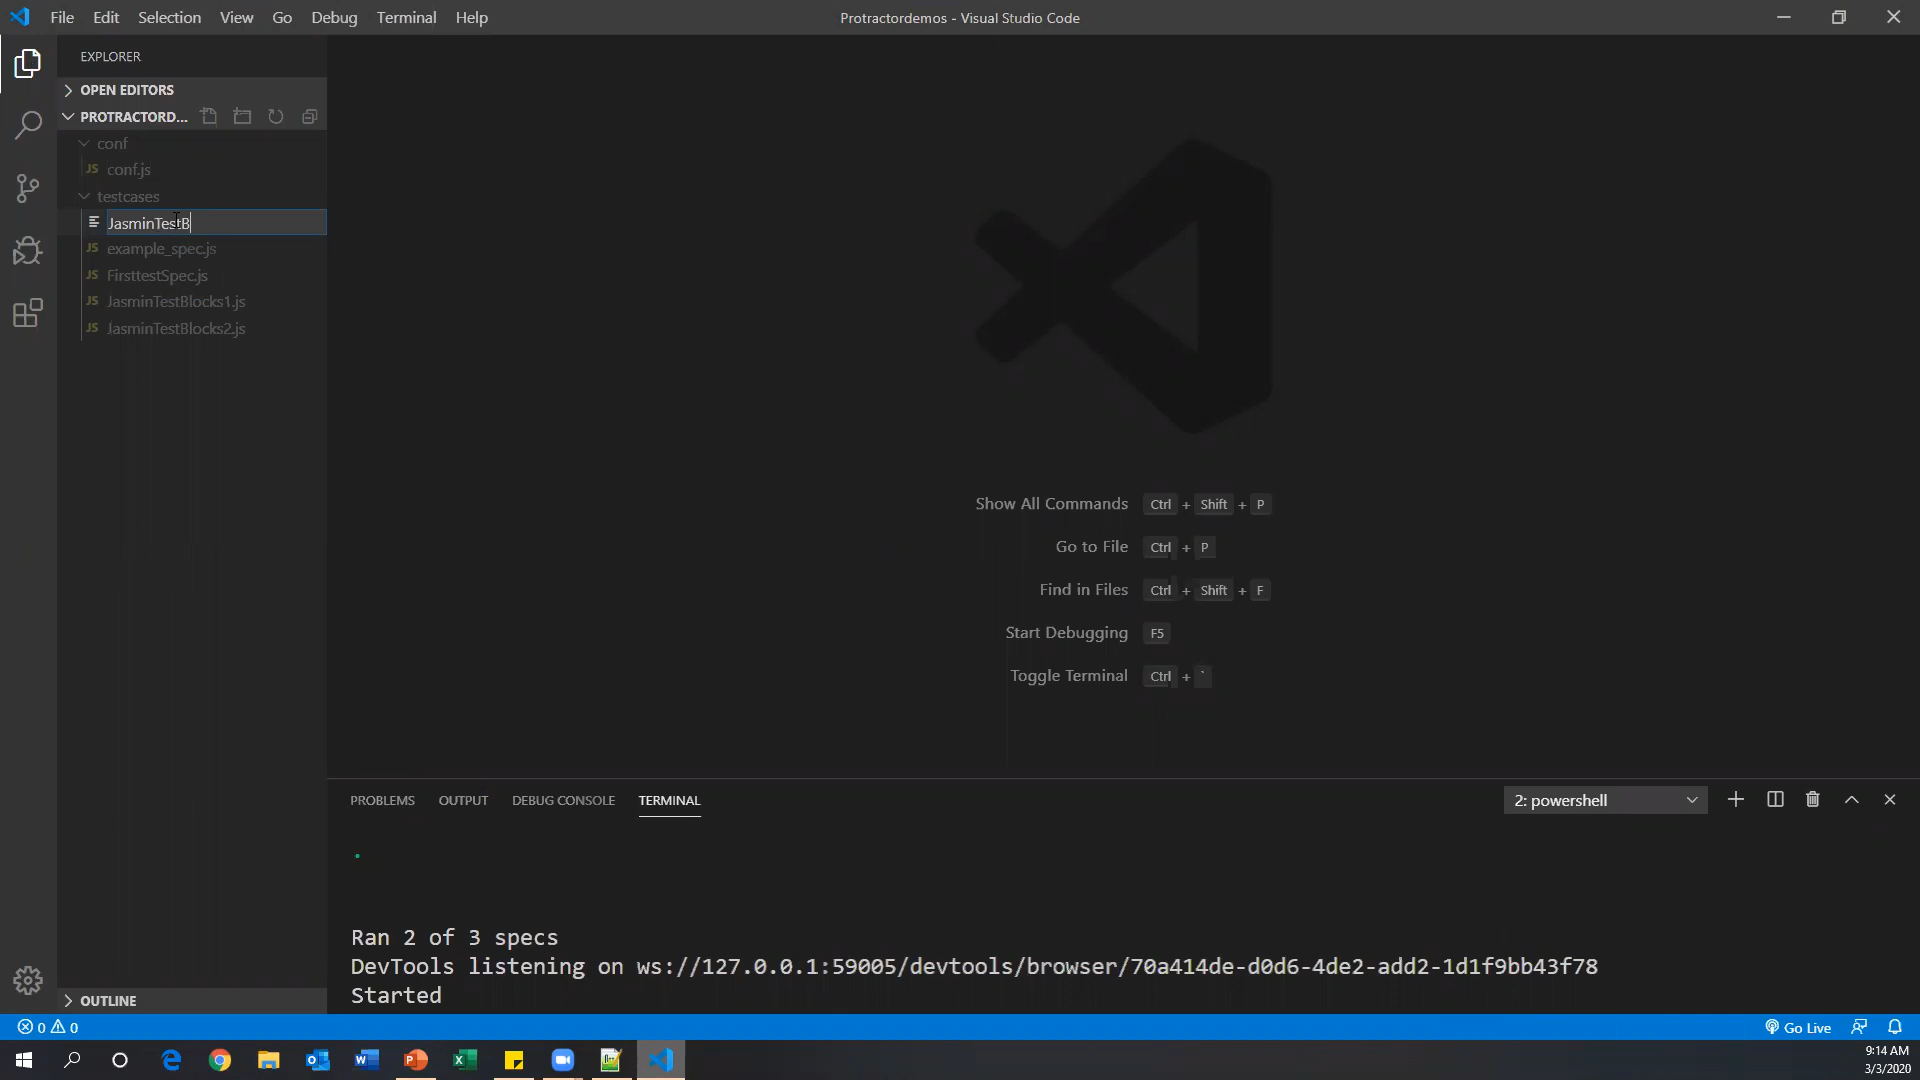 File Edit Selection View Go Debug Terminal Help
Protractordemos - Visual Studio Code
EXPLORER
OPEN EDITORS
PROTRACTORD...
conf
JS conf.js
testcases
JasminTestB
JS example_spec.js
JS FirsttestSpec.js
JS JasminTestBlocks1.js
JS JasminTestBlocks2.js
Show All Commands Ctrl + Shift + P
Go to File Ctrl + P
Find in Files Ctrl + Shift + F
Start Debugging F5
Toggle Terminal Ctrl + `
PROBLEMS OUTPUT DEBUG CONSOLE TERMINAL
2: powershell
.
Ran 2 of 3 specs
DevTools listening on ws://127.0.0.1:59005/devtools/browser/70a414de-d0d6-4de2-add2-1d1f9bb43f78
Started
OUTLINE
0 0
Go Live
9:14 AM
3/3/2020